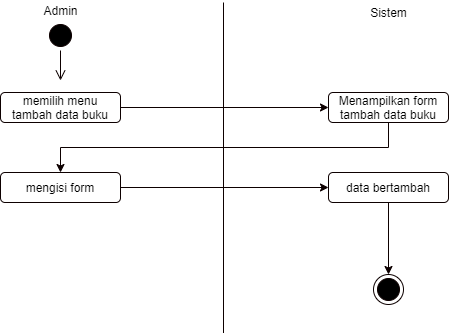 Admin
Sistem
memilih menu
tambah data buku
Menampilkan form
tambah data buku
mengisi form
data bertambah